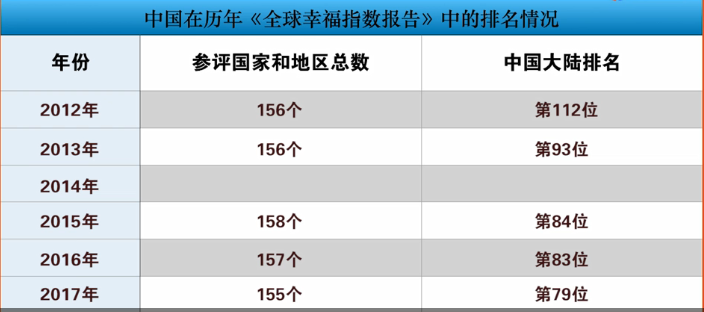 中国在历年《全球幸福指数报告》中的排名情况
年份 参评国家和地区总数 中国大陆排名
2012年 156个 第112位
2013年 156个 第93位
2014年
2015年 158个 第84位
2016年 157个 第83位
2017年 155个 第79位